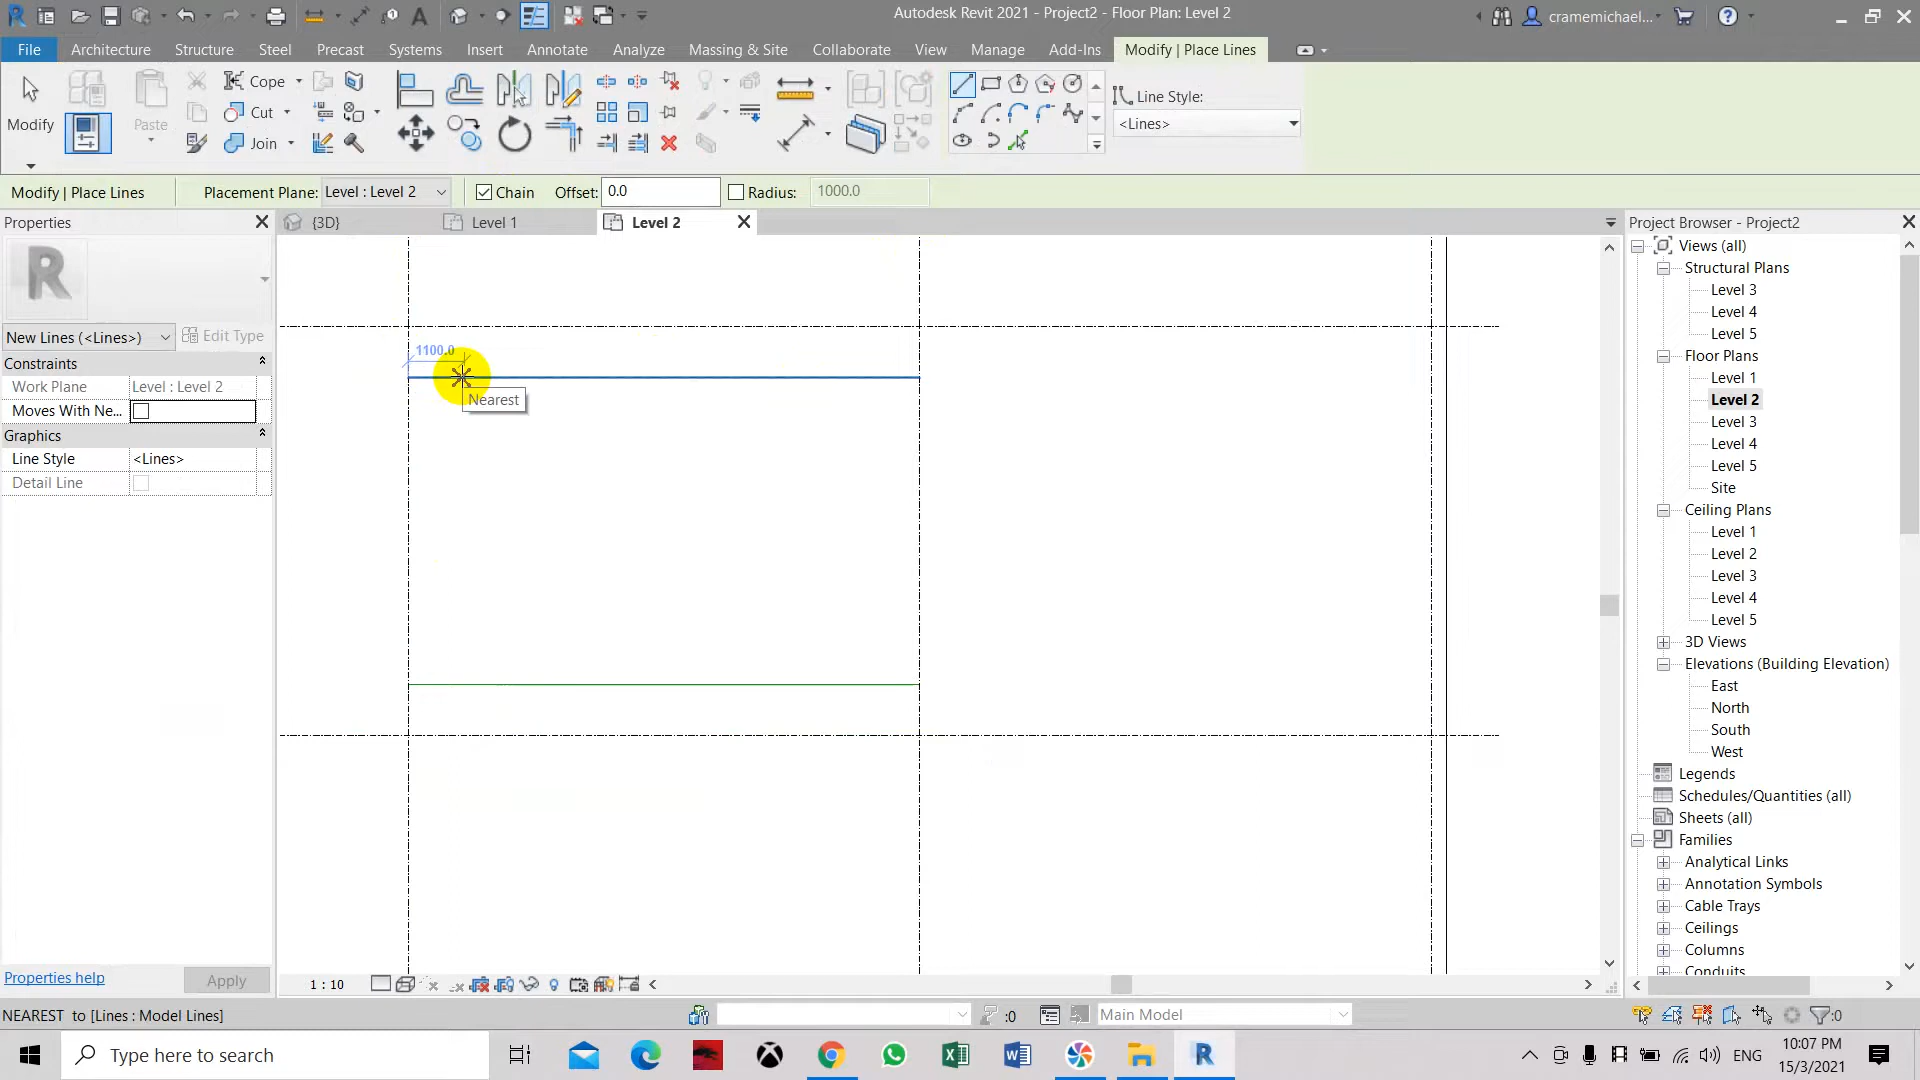 Autodesk Revit 2021 - Project2 - Floor Plan: Level 2
cramemichael...
File Architecture Structure Steel Precast Systems Insert Annotate Analyze Massing & Site Collaborate View Manage Add-Ins Modify | Place Lines
Cope
Line Style:
Cut
<Lines>
Modify
Paste
Join
Modify | Place Lines Placement Plane: Level : Level 2 Chain Offset: 0.0 Radius: 1000.0
Properties
{3D} Level 1 Level 2
Project Browser - Project2
New Lines (<Lines>) Edit Type
Constraints
Work Plane Level : Level 2
Moves With Ne...
Graphics
Line Style <Lines>
Detail Line
Properties help Apply
1100.0
Nearest
Views (all)
Structural Plans
Level 3
Level 4
Level 5
Floor Plans
Level 1
Level 2
Level 3
Level 4
Level 5
Site
Ceiling Plans
Level 1
Level 2
Level 3
Level 4
Level 5
3D Views
Elevations (Building Elevation)
East
North
South
West
Legends
Schedules/Quantities (all)
Sheets (all)
Families
Analytical Links
Annotation Symbols
Cable Trays
Ceilings
Columns
Conduits
1 : 10
NEAREST to [Lines : Model Lines]
:0
Main Model
:0
Type here to search
ENG
10:07 PM
15/3/2021